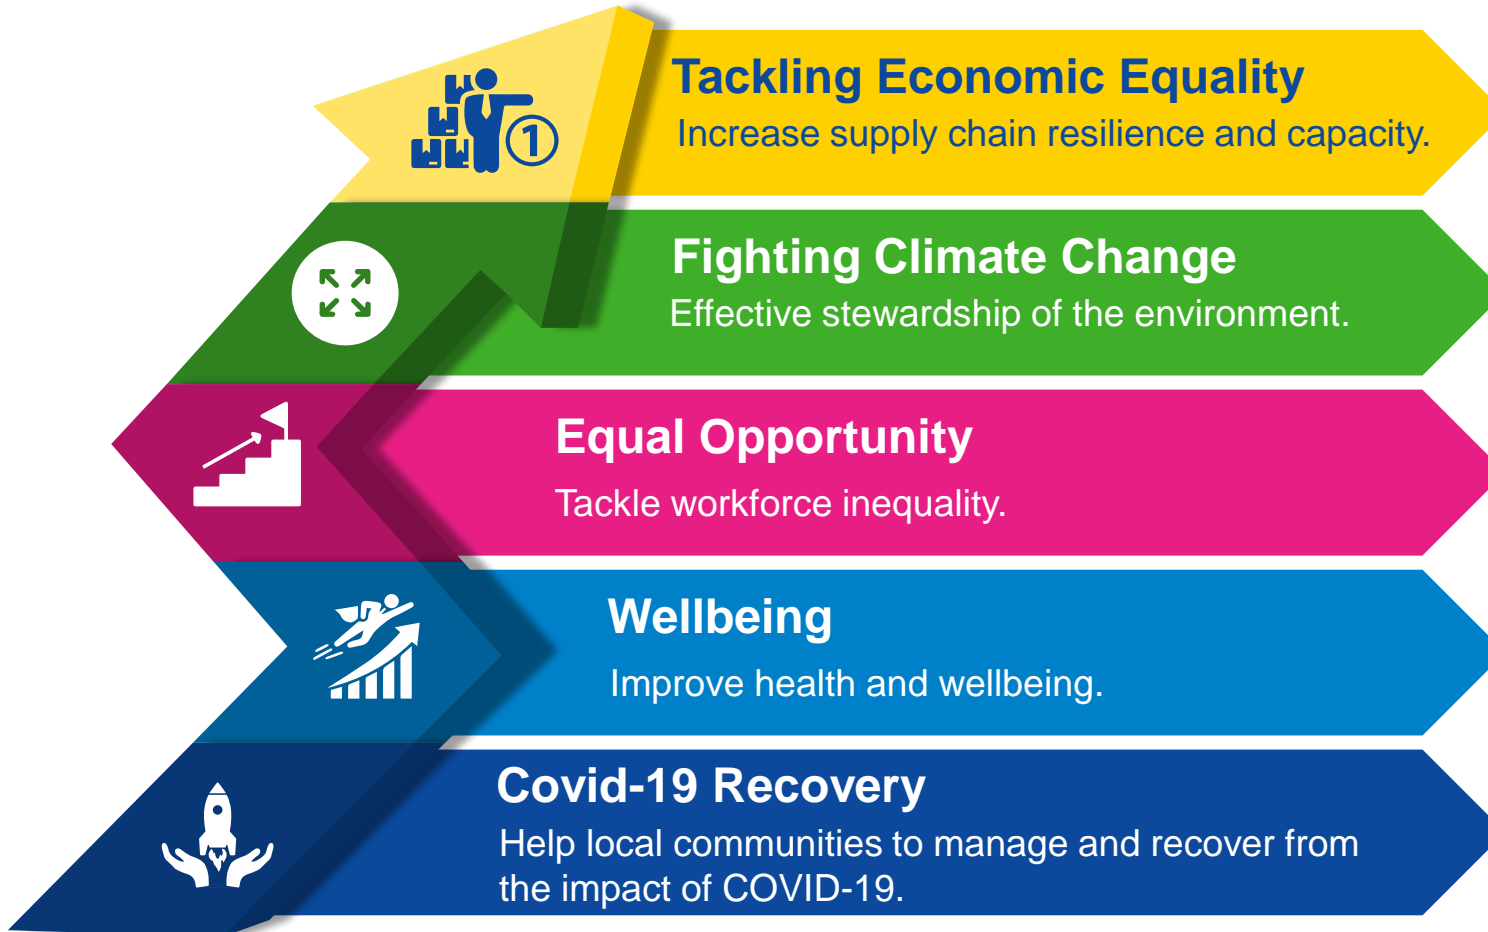 Tackling Economic Equality
Increase supply chain resilience and capacity.
1
Fighting Climate Change
Effective stewardship of the environment.
Equal Opportunity
Tackle workforce inequality.
Wellbeing
Improve health and wellbeing.
Covid-19 Recovery
Help local communities to manage and recover from
the impact of COVID-19.